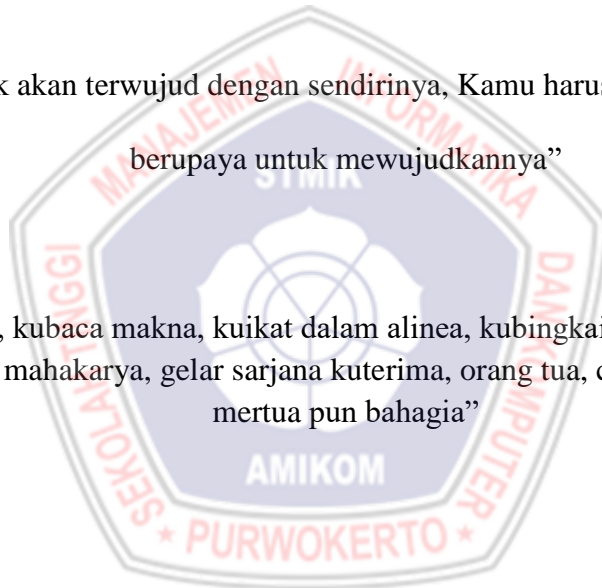 k akan terwujud dengan sendirinya, Kamu harus
berupaya untuk mewujudkannya”
, kubaca makna, kuikat dalam alinea, kubingkai
mahakarya, gelar sarjana kuterima, orang tua, c
mertua pun bahagia”
SEKOLAH TINGGI MANAJEMEN INFORMATIKA DAN KOMPUTER
STMIK
AMIKOM
★ PURWOKERTO ★